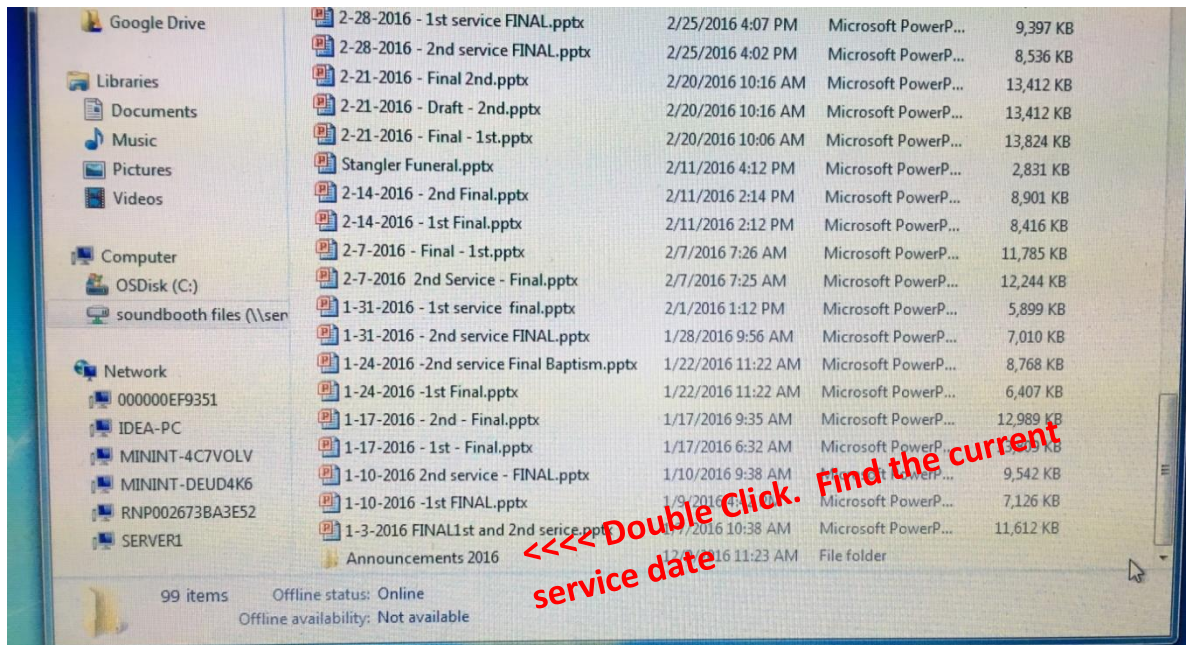 Google Drive
Libraries
Documents
Music
Pictures
Videos
Computer
OSDisk (C:)
soundbooth files (\\ser
Network
000000EF9351
IDEA-PC
MININT-4C7VOLV
MININT-DEUD4K6
RNP002673BA3E52
SERVER1
2-28-2016 - 1st service FINAL.pptx 2/25/2016 4:07 PM Microsoft PowerP... 9,397 KB
2-28-2016 - 2nd service FINAL.pptx 2/25/2016 4:02 PM Microsoft PowerP... 8,536 KB
2-21-2016 - Final 2nd.pptx 2/20/2016 10:16 AM Microsoft PowerP... 13,412 KB
2-21-2016 - Draft - 2nd.pptx 2/20/2016 10:16 AM Microsoft PowerP... 13,412 KB
2-21-2016 - Final - 1st.pptx 2/20/2016 10:06 AM Microsoft PowerP... 13,824 KB
Stangler Funeral.pptx 2/11/2016 4:12 PM Microsoft PowerP... 2,831 KB
2-14-2016 - 2nd Final.pptx 2/11/2016 2:14 PM Microsoft PowerP... 8,901 KB
2-14-2016 - 1st Final.pptx 2/11/2016 2:12 PM Microsoft PowerP... 8,416 KB
2-7-2016 - Final - 1st.pptx 2/7/2016 7:26 AM Microsoft PowerP... 11,785 KB
2-7-2016 2nd Service - Final.pptx 2/7/2016 7:25 AM Microsoft PowerP... 12,244 KB
1-31-2016 - 1st service final.pptx 2/1/2016 1:12 PM Microsoft PowerP... 5,899 KB
1-31-2016 - 2nd service FINAL.pptx 1/28/2016 9:56 AM Microsoft PowerP... 7,010 KB
1-24-2016 -2nd service Final Baptism.pptx 1/22/2016 11:22 AM Microsoft PowerP... 8,768 KB
1-24-2016 -1st Final.pptx 1/22/2016 11:22 AM Microsoft PowerP... 6,407 KB
1-17-2016 - 2nd - Final.pptx 1/17/2016 9:35 AM Microsoft PowerP... 12,989 KB
1-17-2016 - 1st - Final.pptx 1/17/2016 6:32 AM Microsoft PowerP... KB
1-10-2016 2nd service - FINAL.pptx 1/10/2016 9:38 AM Microsoft PowerP... 9,542 KB
1-10-2016 -1st FINAL.pptx 1/9/2016 Microsoft PowerP... 7,126 KB
1-3-2016 FINAL1st and 2nd serice.pptx 10:38 AM Microsoft PowerP... 11,612 KB
Announcements 2016 11:23 AM File folder
<<<< Double Click. Find the current
service date
99 items Offline status: Online
Offline availability: Not available